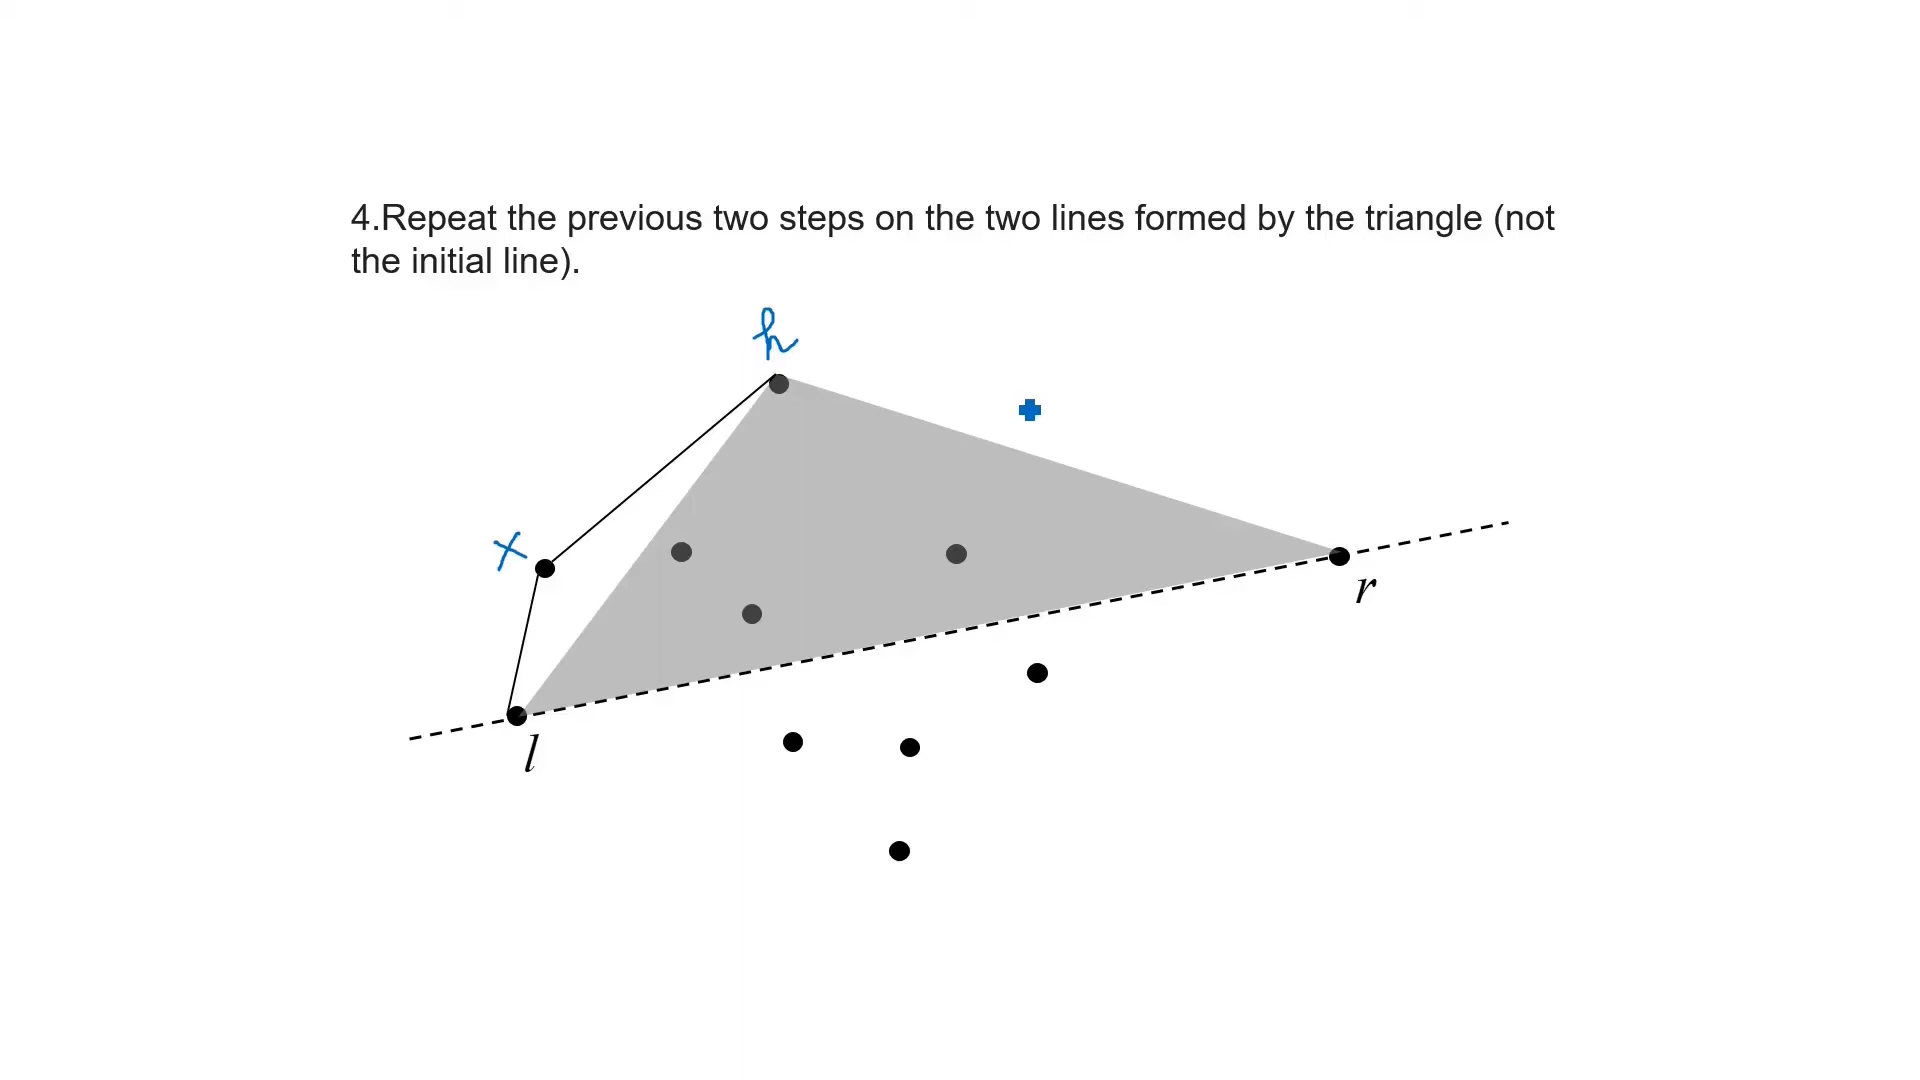 4.Repeat the previous two steps on the two lines formed by the triangle (not
the initial line).
h
x
r
l